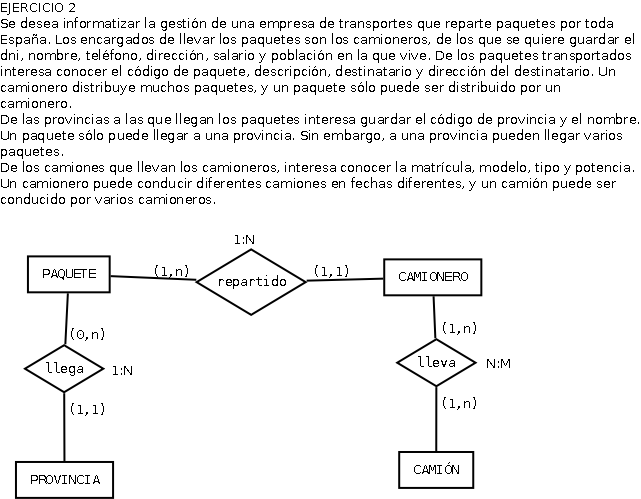 EJERCICIO 2
Se desea informatizar la gestión de una empresa de transportes que reparte paquetes por toda
España. Los encargados de llevar los paquetes son los camioneros, de los que se quiere guardar el
dni, nombre, teléfono, dirección, salario y población en la que vive. De los paquetes transportados
interesa conocer el código de paquete, descripción, destinatario y dirección del destinatario. Un
camionero distribuye muchos paquetes, y un paquete sólo puede ser distribuido por un
camionero.
De las provincias a las que llegan los paquetes interesa guardar el código de provincia y el nombre.
Un paquete sólo puede llegar a una provincia. Sin embargo, a una provincia pueden llegar varios
paquetes.
De los camiones que llevan los camioneros, interesa conocer la matrícula, modelo, tipo y potencia.
Un camionero puede conducir diferentes camiones en fechas diferentes, y un camión puede ser
conducido por varios camioneros.
1:N
PAQUETE
(1,n)
repartido
(1,1)
CAMIONERO
(0,n)
(1,n)
llega
1:N
lleva
N:M
(1,1)
(1,n)
PROVINCIA
CAMIÓN